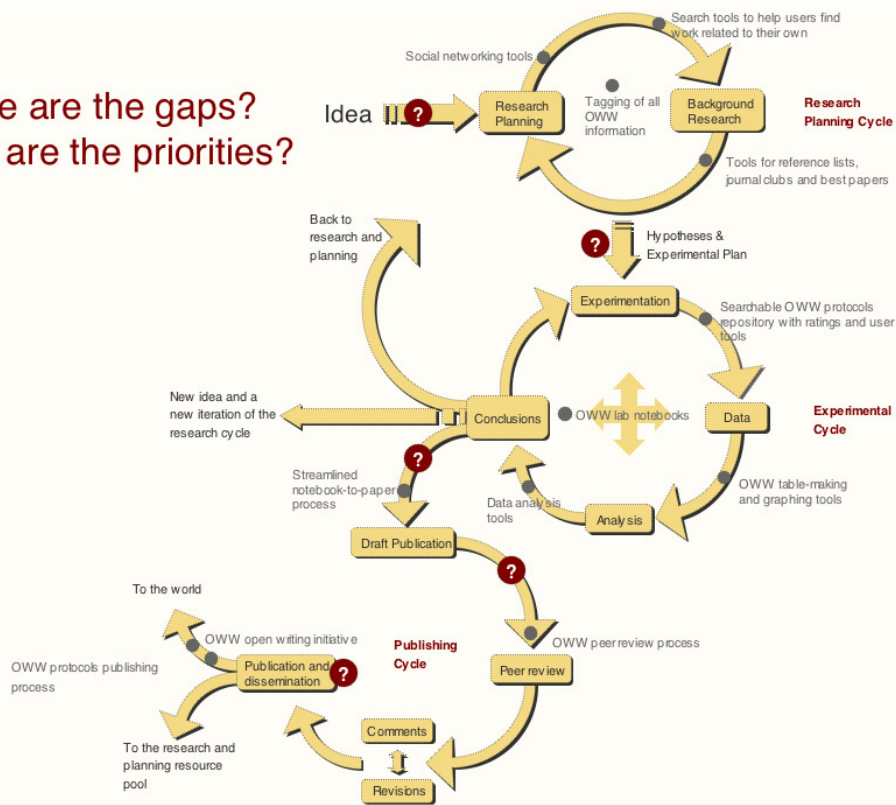 e are the gaps?
are the priorities?
Idea
?
Social networking tools
Search tools to help users find
work related to their own
Research
Planning
Tagging of all
OWW
information
Background
Research
Research
Planning Cycle
Tools for reference lists,
journal clubs and best papers
Back to
research and
planning
?
Hypotheses &
Experimental Plan
Experimentation
Searchable OWW protocols
repository with ratings and user
tools
New idea and a
new iteration of the
research cycle
Conclusions
OWW lab notebooks
Data
Experimental
Cycle
?
Streamlined
notebook-to-paper
process
Data analysis
tools
Analysis
OWW table-making
and graphing tools
Draft Publication
?
To the world
OWW open writing initiative
OWW protocols publishing
process
Publication and
dissemination
?
Publishing
Cycle
OWW peer review process
Peer review
Comments
Revisions
To the research and
planning resource
pool